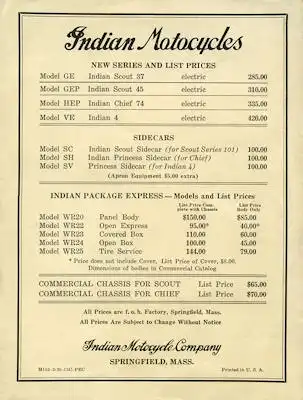 Indian Motocycles
NEW SERIES AND LIST PRICES
Model GE Indian Scout 37 electric 285.00
Model GEP Indian Scout 45 electric 310.00
Model HEP Indian Chief 74 electric 335.00
Model VE Indian 4 electric 420.00
SIDECARS
Model SC Indian Scout Sidecar (for Scout Series 101) 100.00
Model SH Indian Princess Sidecar (for Chief) 100.00
Model SV Princess Sidecar (for Indian 4) 100.00
(Apron Equipment $5.00 extra)
INDIAN PACKAGE EXPRESS—Models and List Prices
List Price Complete with Chassis List Price Body Only
Model WR20 Panel Body $150.00 $85.00
Model WR22 Open Express 95.00* 40.00*
Model WR23 Covered Box 110.00 60.00
Model WR24 Open Box 100.00 45.00
Model WR25 Tire Service 144.00 79.00
* Price does not include Cover, List Price of Cover, $8.00.
Dimensions of bodies in Commercial Catalog
COMMERCIAL CHASSIS FOR SCOUT List Price $65.00
COMMERCIAL CHASSIS FOR CHIEF List Price $70.00
All Prices are f. o. b. Factory, Springfield, Mass.
All Prices Are Subject to Change Without Notice
Indian Motocycle Company
SPRINGFIELD, MASS.
Printed in U. S. A.